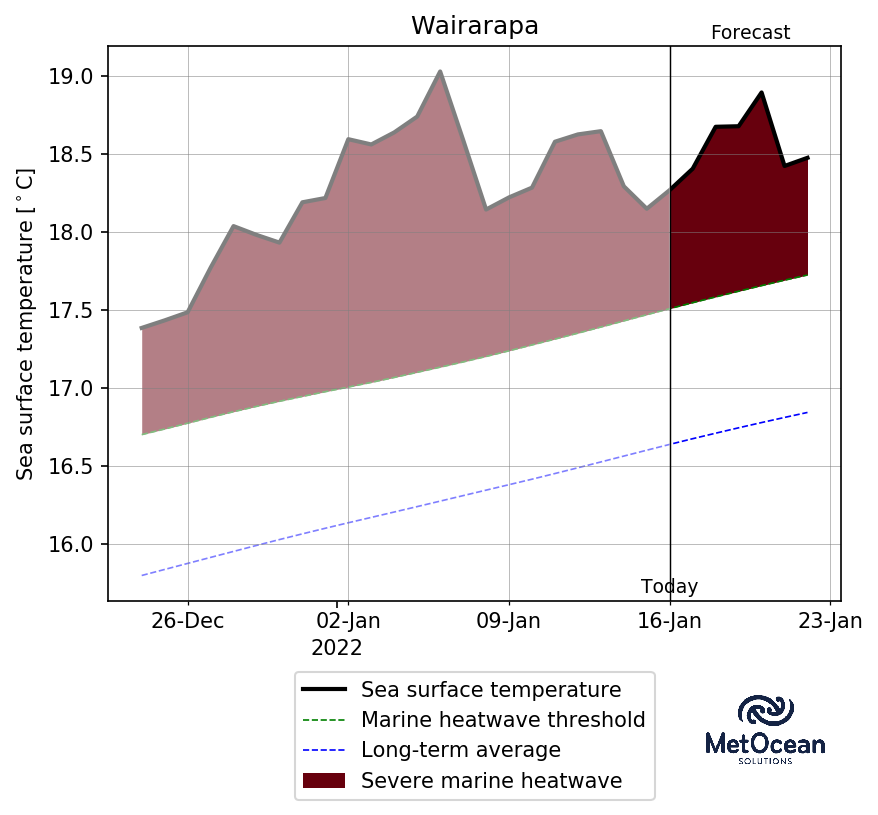 Wairarapa
Forecast
Sea surface temperature [°C]
19.0
18.5
18.0
17.5
17.0
16.5
16.0
Today
26-Dec
02-Jan
09-Jan
16-Jan
23-Jan
2022
Sea surface temperature
Marine heatwave threshold
Long-term average
Severe marine heatwave
MetOcean
SOLUTIONS